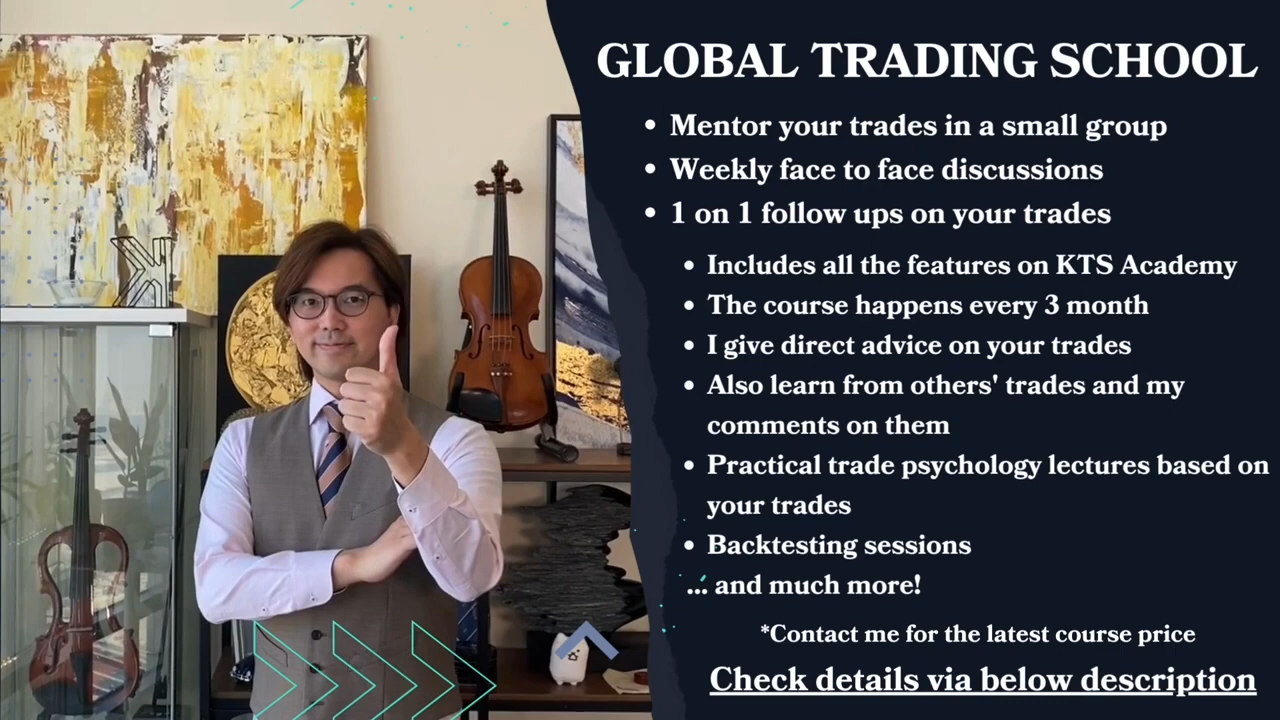 GLOBAL TRADING SCHOOL
• Mentor your trades in a small group
• Weekly face to face discussions
• 1 on 1 follow ups on your trades
• Includes all the features on KTS Academy
• The course happens every 3 month
• I give direct advice on your trades
• Also learn from others' trades and my
comments on them
• Practical trade psychology lectures based on
your trades
• Backtesting sessions
... and much more!
*Contact me for the latest course price
Check details via below description